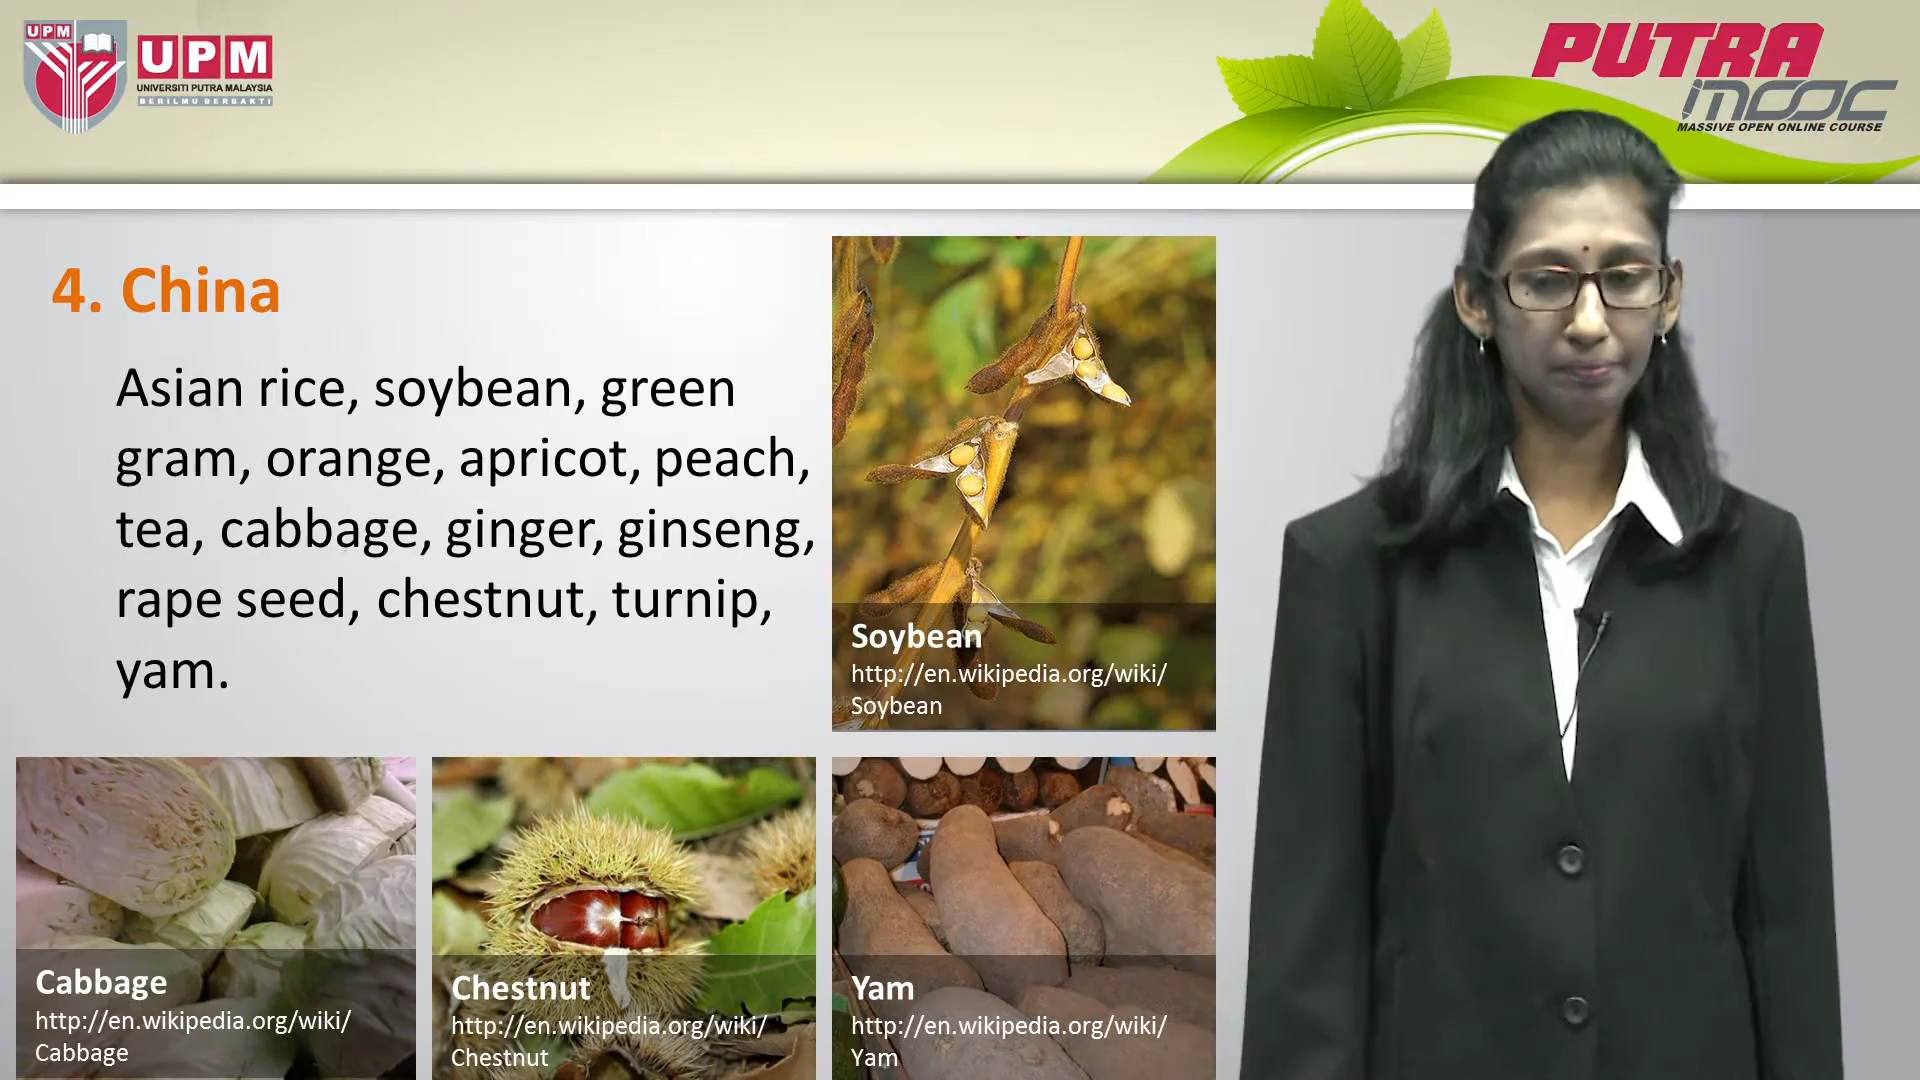 UPM
UPM
UNIVERSITI PUTRA MALAYSIA
BERILMU BERBAKTI
PUTRA
mooc
MASSIVE OPEN ONLINE COURSE
4. China
Asian rice, soybean, green
gram, orange, apricot, peach,
tea, cabbage, ginger, ginseng,
rape seed, chestnut, turnip,
yam.
Soybean
http://en.wikipedia.org/wiki/
Soybean
Cabbage
http://en.wikipedia.org/wiki/
Cabbage
Chestnut
http://en.wikipedia.org/wiki/
Chestnut
Yam
http://en.wikipedia.org/wiki/
Yam